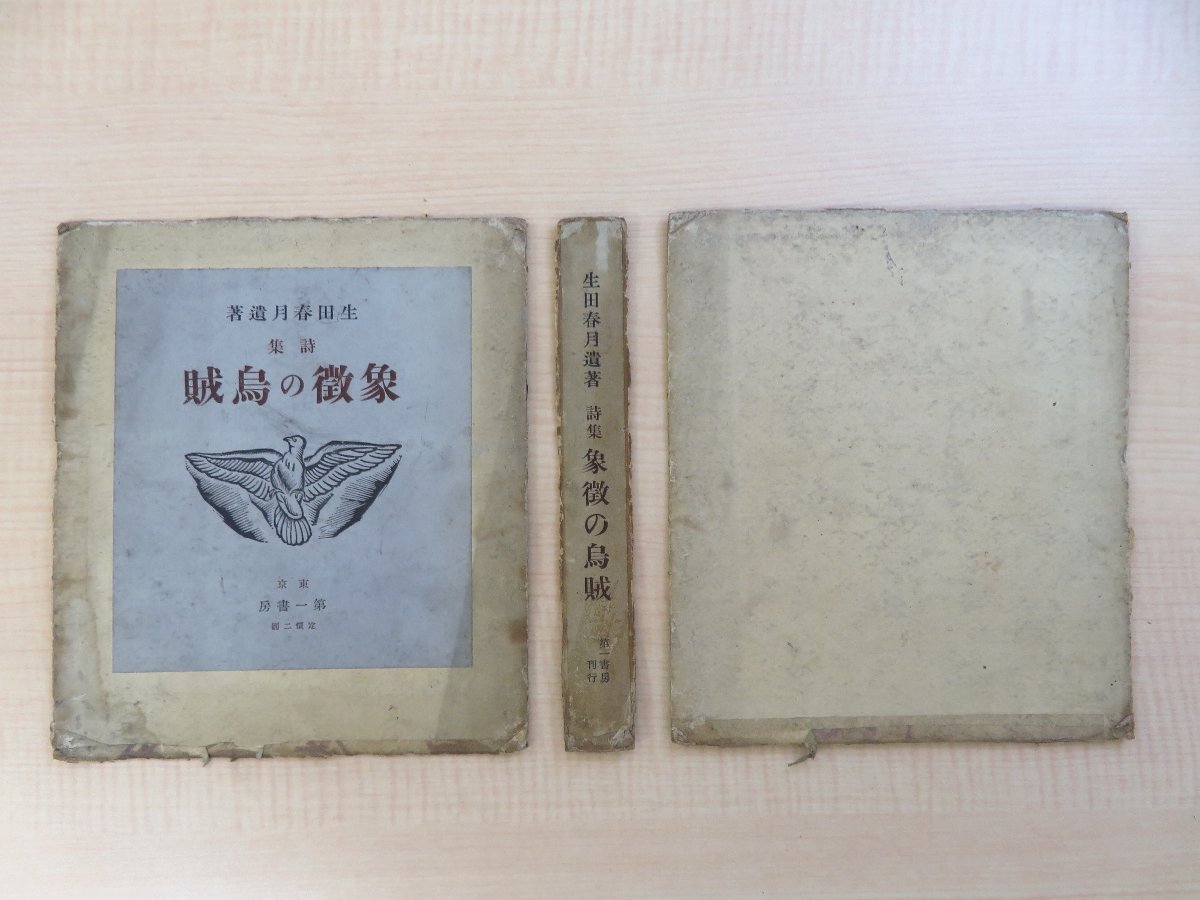 生田春月遺著
詩集
象徴の烏賊
東京
第一書房
定價二圓
生田春月遺著 詩集 象徴の烏賊
第一書房
刊行